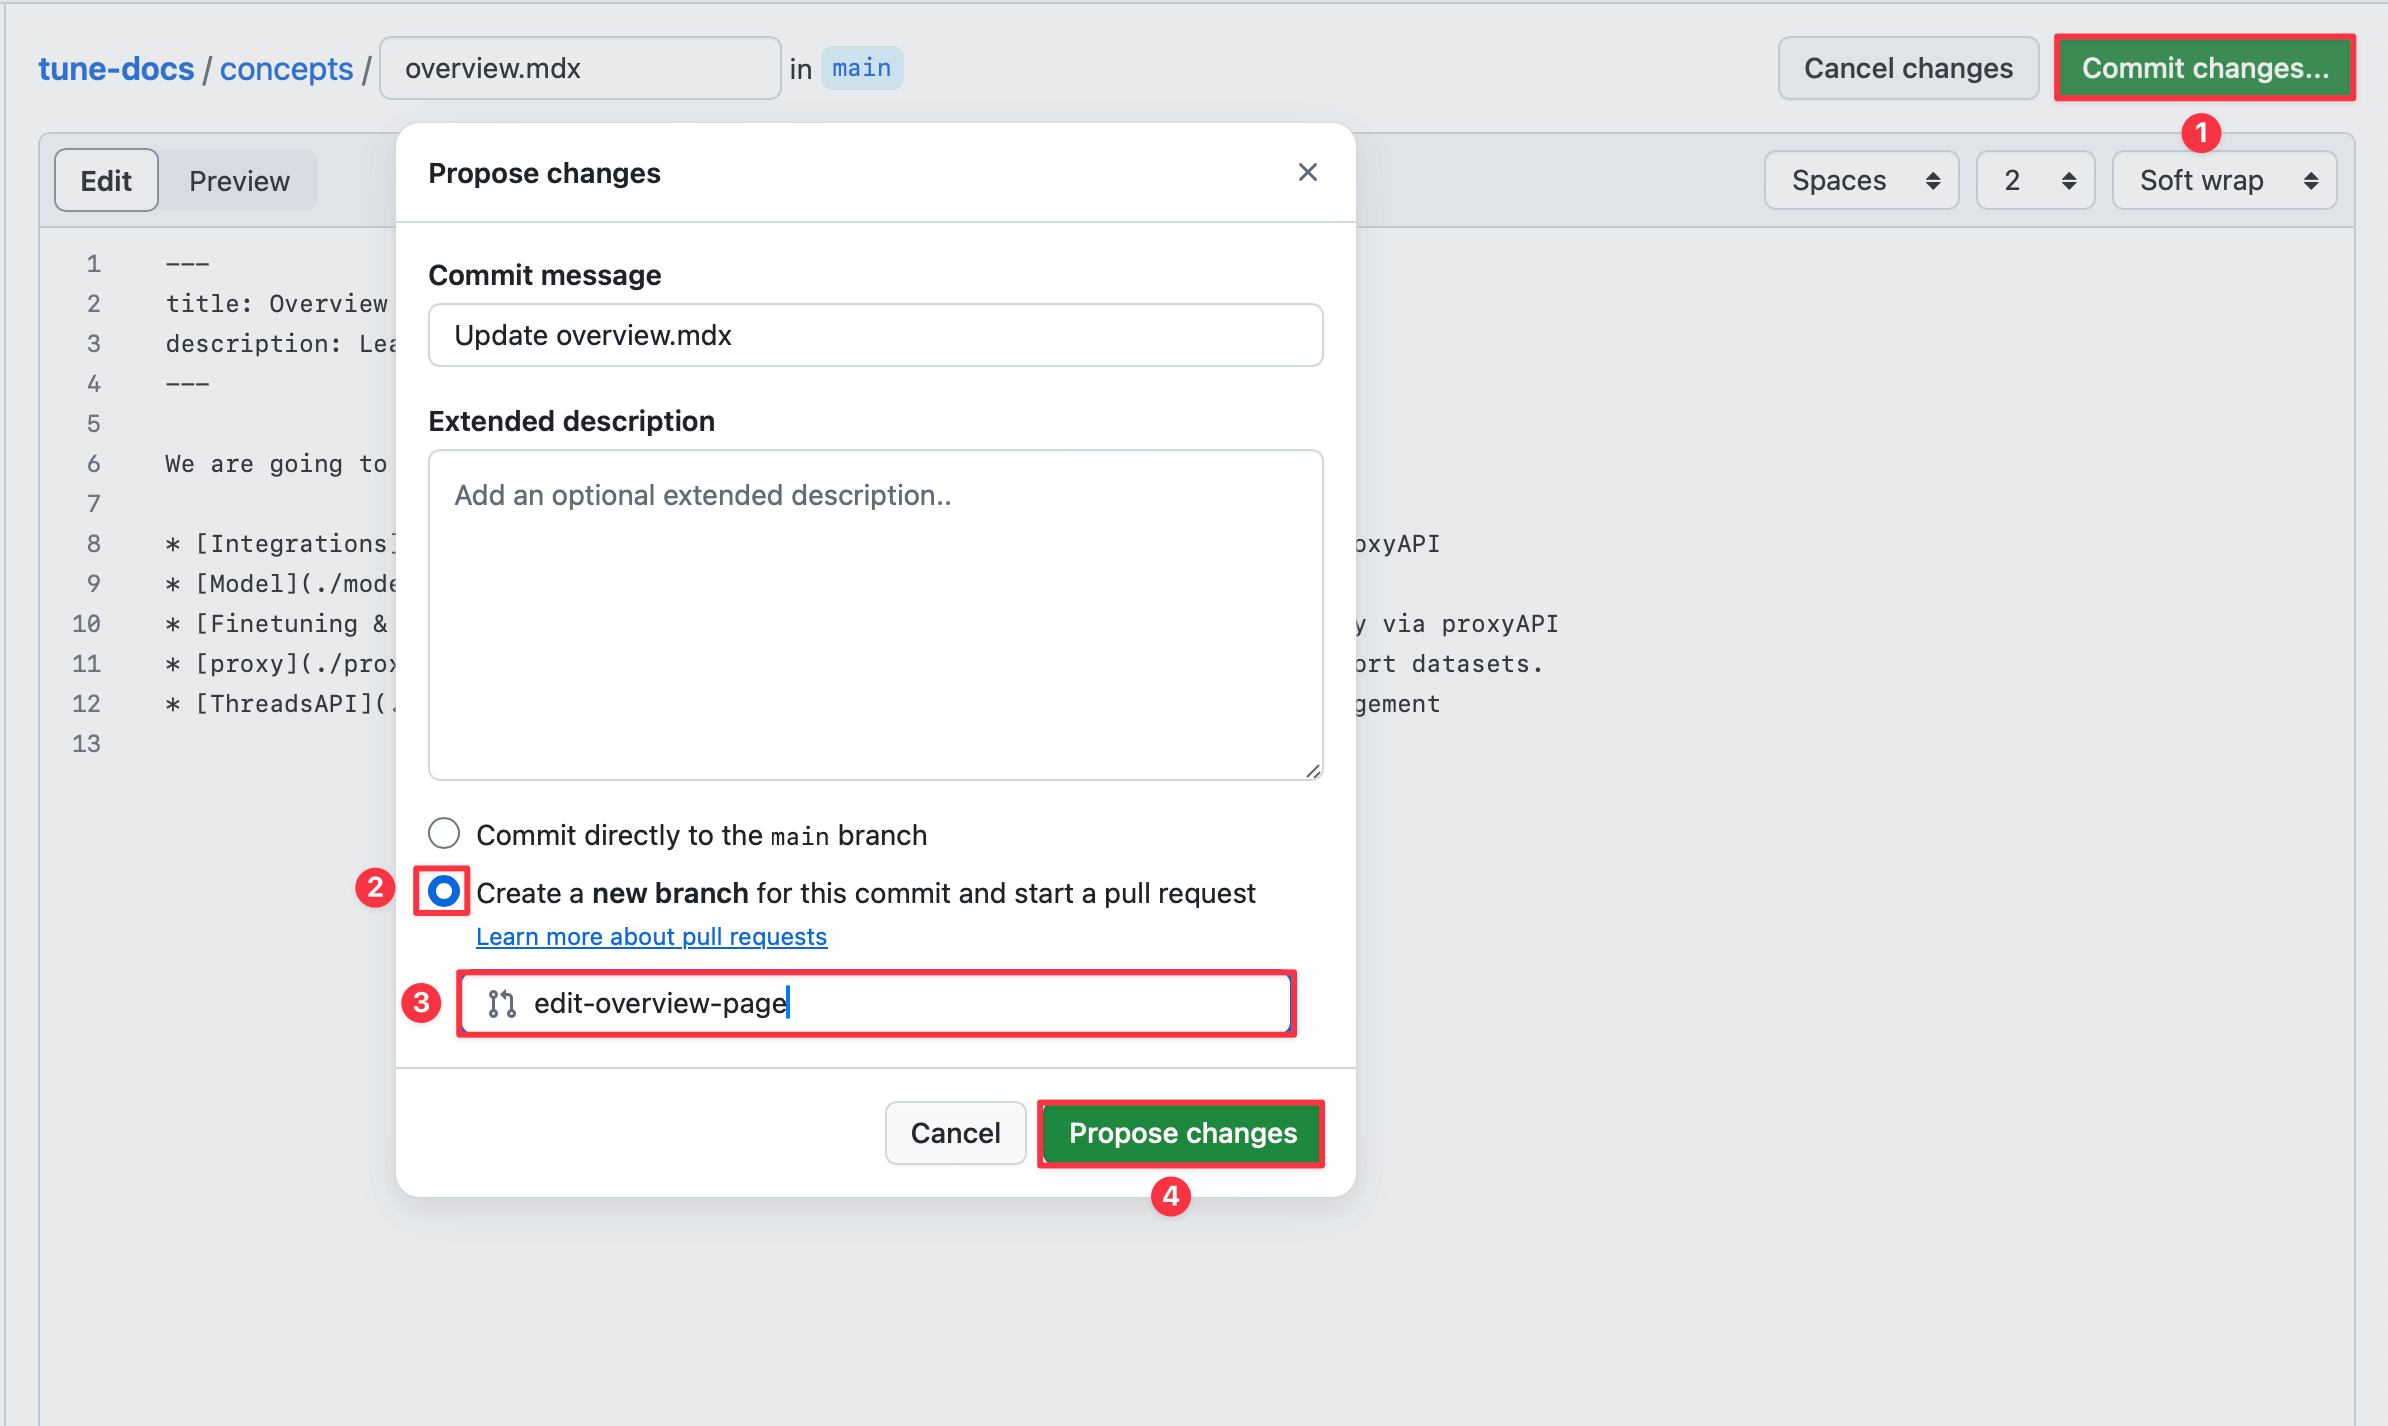 tune-docs / concepts / overview.mdx in main Cancel changes Commit changes...
1
Edit Preview Spaces 2 Soft wrap
Propose changes
Commit message
Update overview.mdx
Extended description
Add an optional extended description..
Commit directly to the main branch
2 Create a new branch for this commit and start a pull request
Learn more about pull requests
3 edit-overview-page
Cancel Propose changes
4
1 ---
2 title: Overview
3 description: Lea
4 ---
5
6 We are going to
7
8 * [Integrations] oxyAPI
9 * [Model](./mode
10 * [Finetuning & y via proxyAPI
11 * [proxy](./prox ort datasets.
12 * [ThreadsAPI](. gement
13